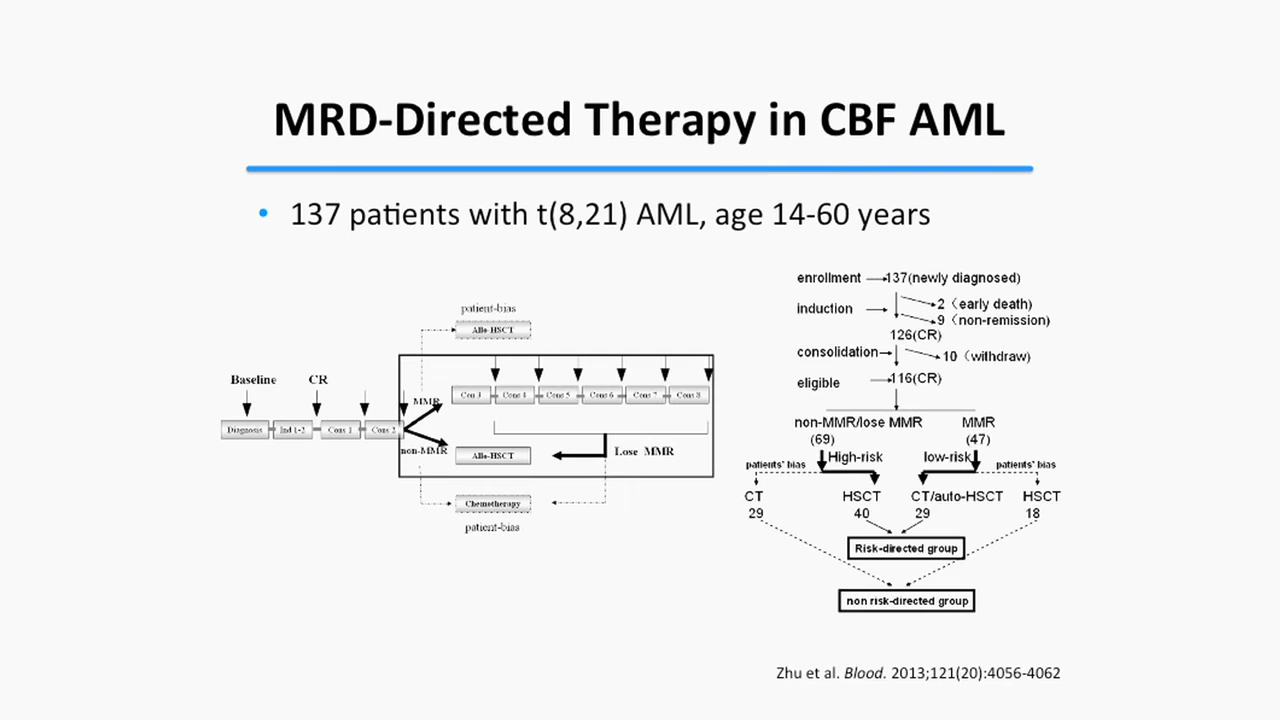 MRD-Directed Therapy in CBF AML
• 137 patients with t(8,21) AML, age 14-60 years
patient-bias
Allo-HSCT
Baseline CR
MMR
Con 3 Cons 4 Cons 5 Cons 6 Cons 7 Cons 8
Diagnosis Ind 1-2 Cons 1 Cons 2
non-MMR
Allo-HSCT
Lose MMR
Chemotherapy
patient-bias
enrollment 137(newly diagnosed)
induction
2 (early death)
9 (non-remission)
126(CR)
consolidation
10 (withdraw)
eligible 116(CR)
non-MMR/lose MMR MMR
(69) (47)
patients' bias High-risk low-risk patients' bias
CT HSCT CT/auto-HSCT HSCT
29 40 29 18
Risk-directed group
non risk-directed group
Zhu et al. Blood. 2013;121(20):4056-4062